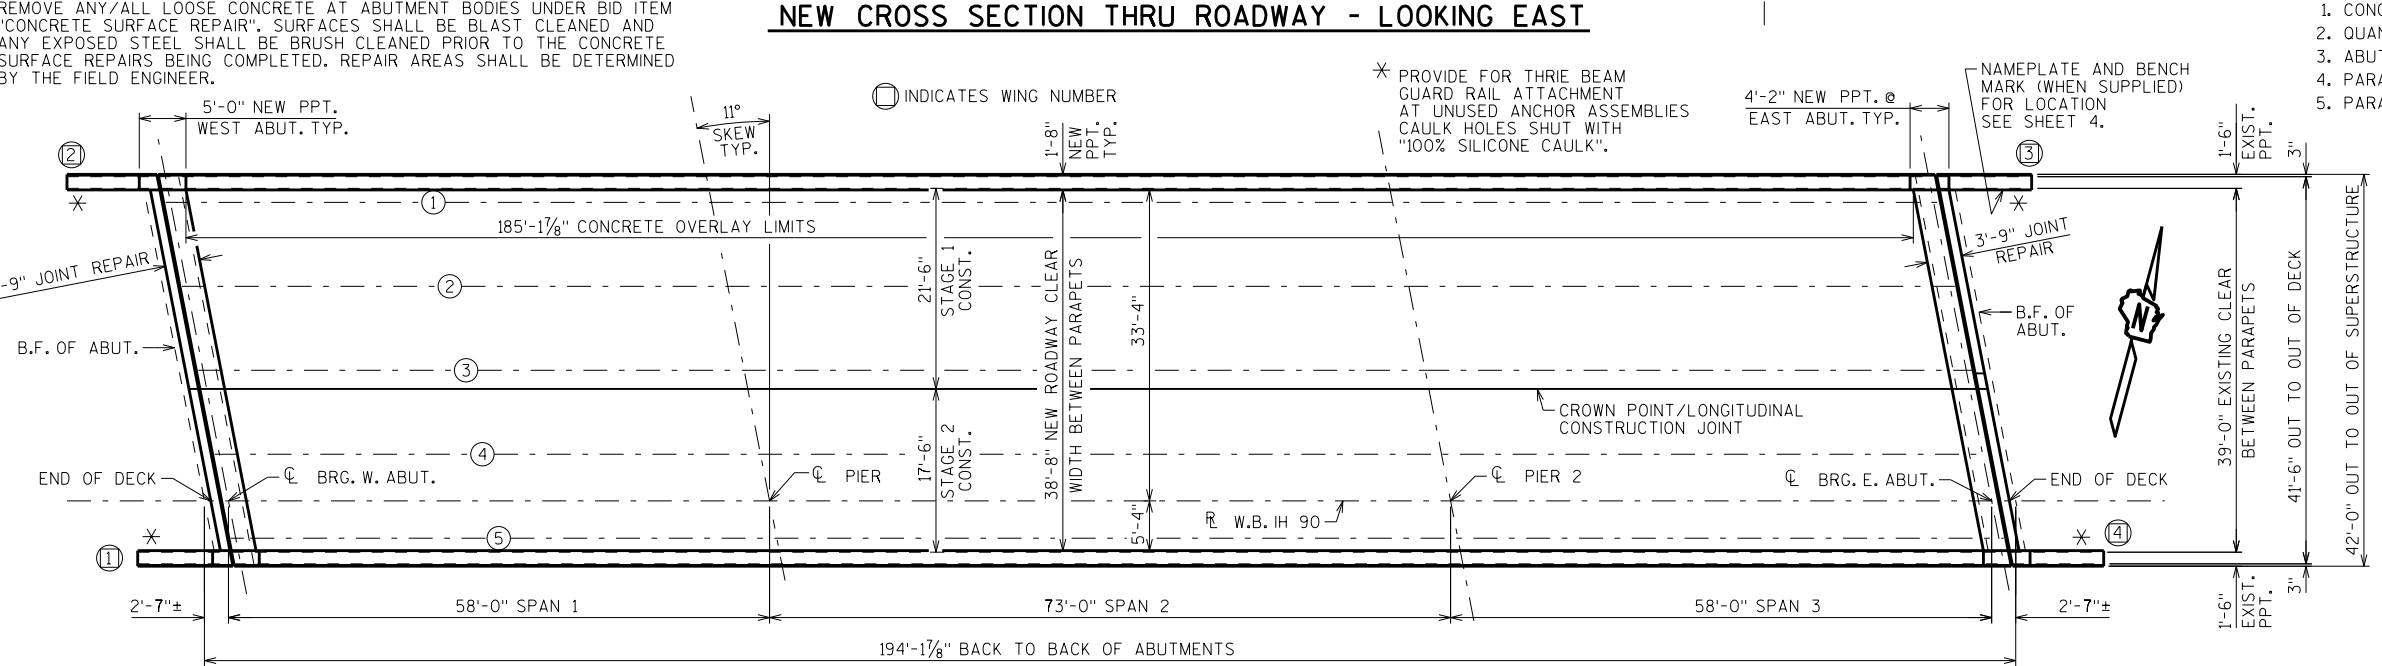 REMOVE ANY/ALL LOOSE CONCRETE AT ABUTMENT BODIES UNDER BID ITEM
"CONCRETE SURFACE REPAIR". SURFACES SHALL BE BLAST CLEANED AND
ANY EXPOSED STEEL SHALL BE BRUSH CLEANED PRIOR TO THE CONCRETE
SURFACE REPAIRS BEING COMPLETED. REPAIR AREAS SHALL BE DETERMINED
BY THE FIELD ENGINEER.
NEW CROSS SECTION THRU ROADWAY - LOOKING EAST
1.
2.
3.
4.
5.
INDICATES WING NUMBER
* PROVIDE FOR THRIE BEAM
GUARD RAIL ATTACHMENT
AT UNUSED ANCHOR ASSEMBLIES
CAULK HOLES SHUT WITH
"100% SILICONE CAULK".
NAMEPLATE AND BENCH
MARK (WHEN SUPPLIED)
FOR LOCATION
SEE SHEET 4.
5'-0" NEW PPT.
WEST ABUT. TYP.
11°
SKEW
TYP.
1'-8"
NEW
PPT.
TYP.
4'-2" NEW PPT. @
EAST ABUT. TYP.
1'-6"
EXIST.
PPT.
3"
2
3
*
*
1
185'-1⅞" CONCRETE OVERLAY LIMITS
-9" JOINT REPAIR
3'-9" JOINT
REPAIR
2
21'-6"
STAGE 1
CONST.
38'-8" NEW ROADWAY CLEAR
WIDTH BETWEEN PARAPETS
33'-4"
B.F. OF ABUT.
B.F. OF
ABUT.
N
39'-0" EXISTING CLEAR
BETWEEN PARAPETS
41'-6" OUT TO OUT OF DECK
42'-0" OUT TO OUT OF SUPERSTRUCTURE
3
CROWN POINT/LONGITUDINAL
CONSTRUCTION JOINT
4
17'-6"
STAGE 2
CONST.
END OF DECK
℄ BRG. W. ABUT.
℄ PIER
℄ PIER 2
℄ BRG. E. ABUT.
END OF DECK
W.B. IH 90
5'-4"
5
*
*
1
4
2'-7"±
58'-0" SPAN 1
73'-0" SPAN 2
58'-0" SPAN 3
2'-7"±
1'-6"
EXIST.
PPT.
3"
194'-1⅞" BACK TO BACK OF ABUTMENTS